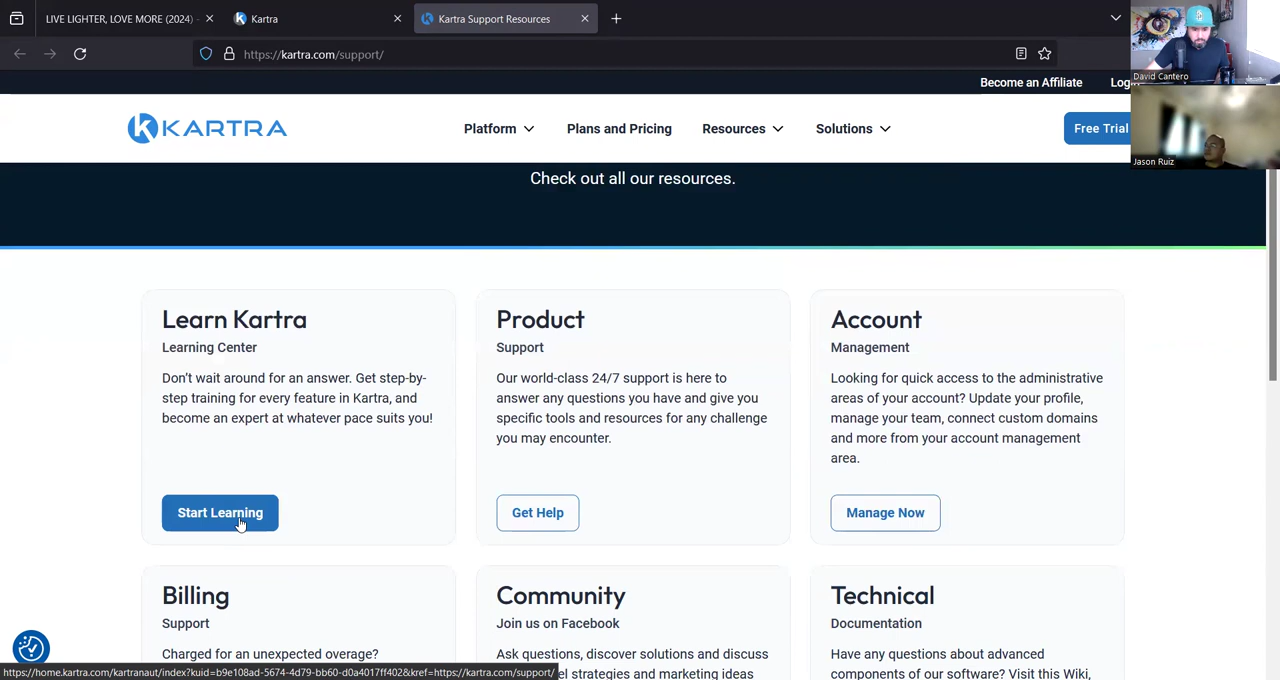 LIVE LIGHTER, LOVE MORE (2024)
Kartra
Kartra Support Resources
https://kartra.com/support/
David Cantero
Jason Ruiz
Become an Affiliate
KARTRA
Platform
Plans and Pricing
Resources
Solutions
Free Trial
Check out all our resources.
Learn Kartra
Learning Center
Don’t wait around for an answer. Get step-by-
step training for every feature in Kartra, and
become an expert at whatever pace suits you!
Start Learning
Product
Support
Our world-class 24/7 support is here to
answer any questions you have and give you
specific tools and resources for any challenge
you may encounter.
Get Help
Account
Management
Looking for quick access to the administrative
areas of your account? Update your profile,
manage your team, connect custom domains
and more from your account management
area.
Manage Now
Billing
Support
Charged for an unexpected overage?
Community
Join us on Facebook
Ask questions, discover solutions and discuss
strategies and marketing ideas
Technical
Documentation
Have any questions about advanced
components of our software? Visit this Wiki,
https://home.kartra.com/kartranaut/index?kuid=b9e108ad-5674-4d79-bb60-d0a4017ff402&kref=https://kartra.com/support/